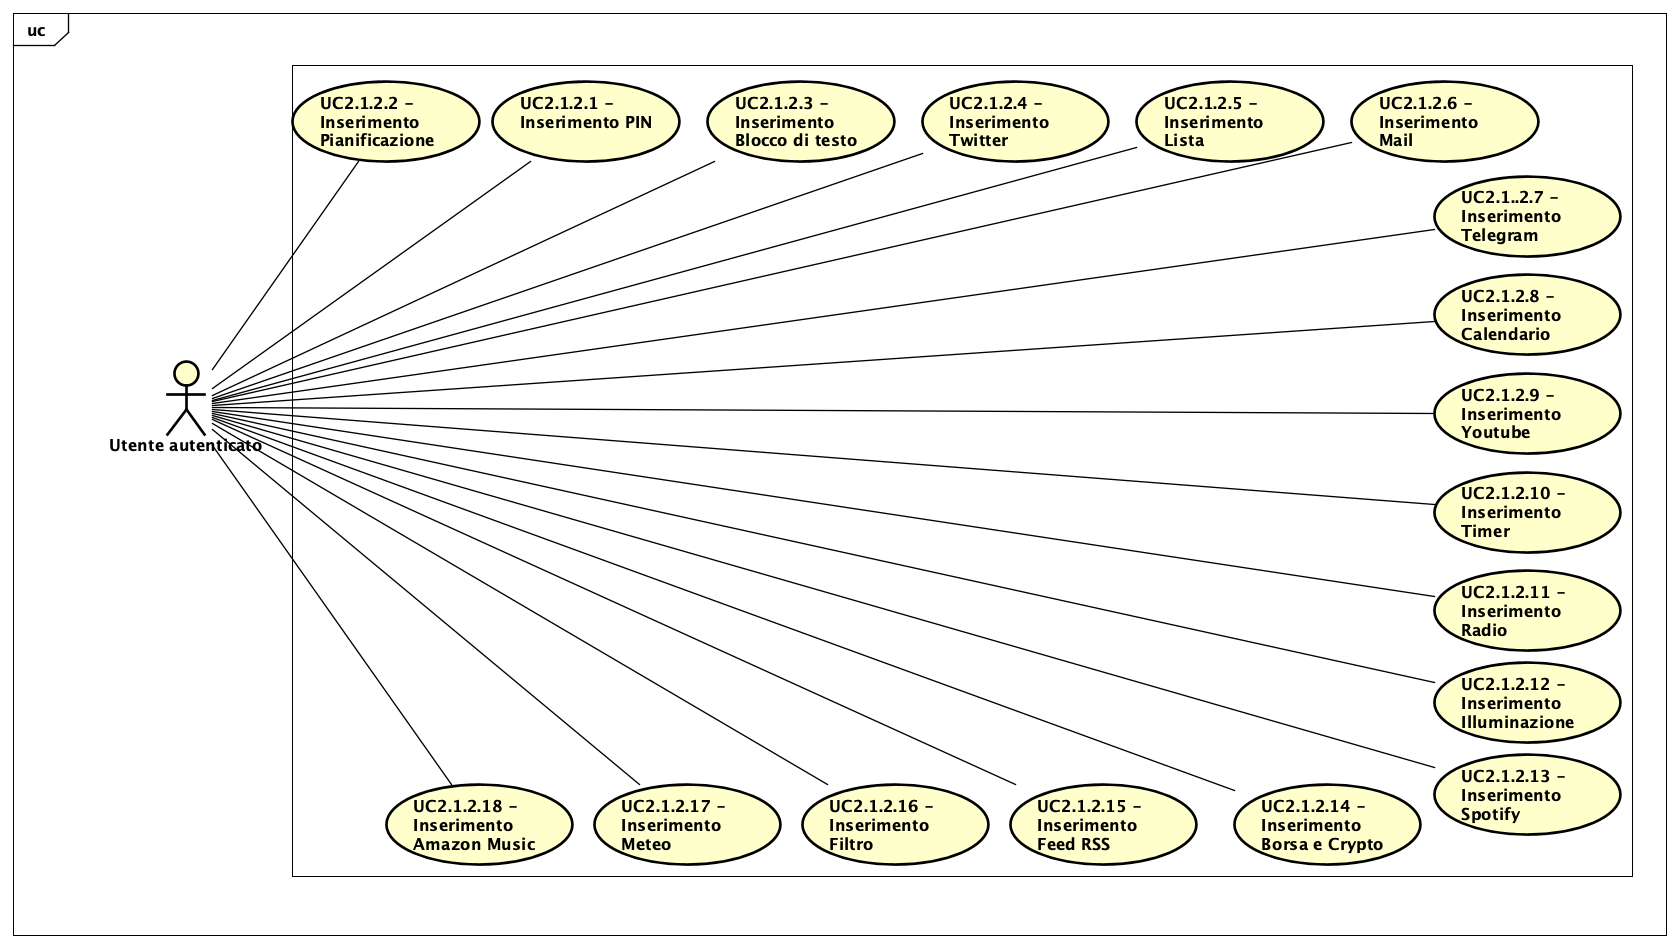 uc
UC2.1.2.2 –
Inserimento
Pianificazione
UC2.1.2.1 –
Inserimento PIN
UC2.1.2.3 –
Inserimento
Blocco di testo
UC2.1.2.4 –
Inserimento
Twitter
UC2.1.2.5 –
Inserimento
Lista
UC2.1.2.6 –
Inserimento
Mail
UC2.1..2.7 –
Inserimento
Telegram
UC2.1.2.8 –
Inserimento
Calendario
UC2.1.2.9 –
Inserimento
Youtube
Utente autenticato
UC2.1.2.10 –
Inserimento
Timer
UC2.1.2.11 –
Inserimento
Radio
UC2.1.2.12 –
Inserimento
Illuminazione
UC2.1.2.13 –
Inserimento
Spotify
UC2.1.2.18 –
Inserimento
Amazon Music
UC2.1.2.17 –
Inserimento
Meteo
UC2.1.2.16 –
Inserimento
Filtro
UC2.1.2.15 –
Inserimento
Feed RSS
UC2.1.2.14 –
Inserimento
Borsa e Crypto